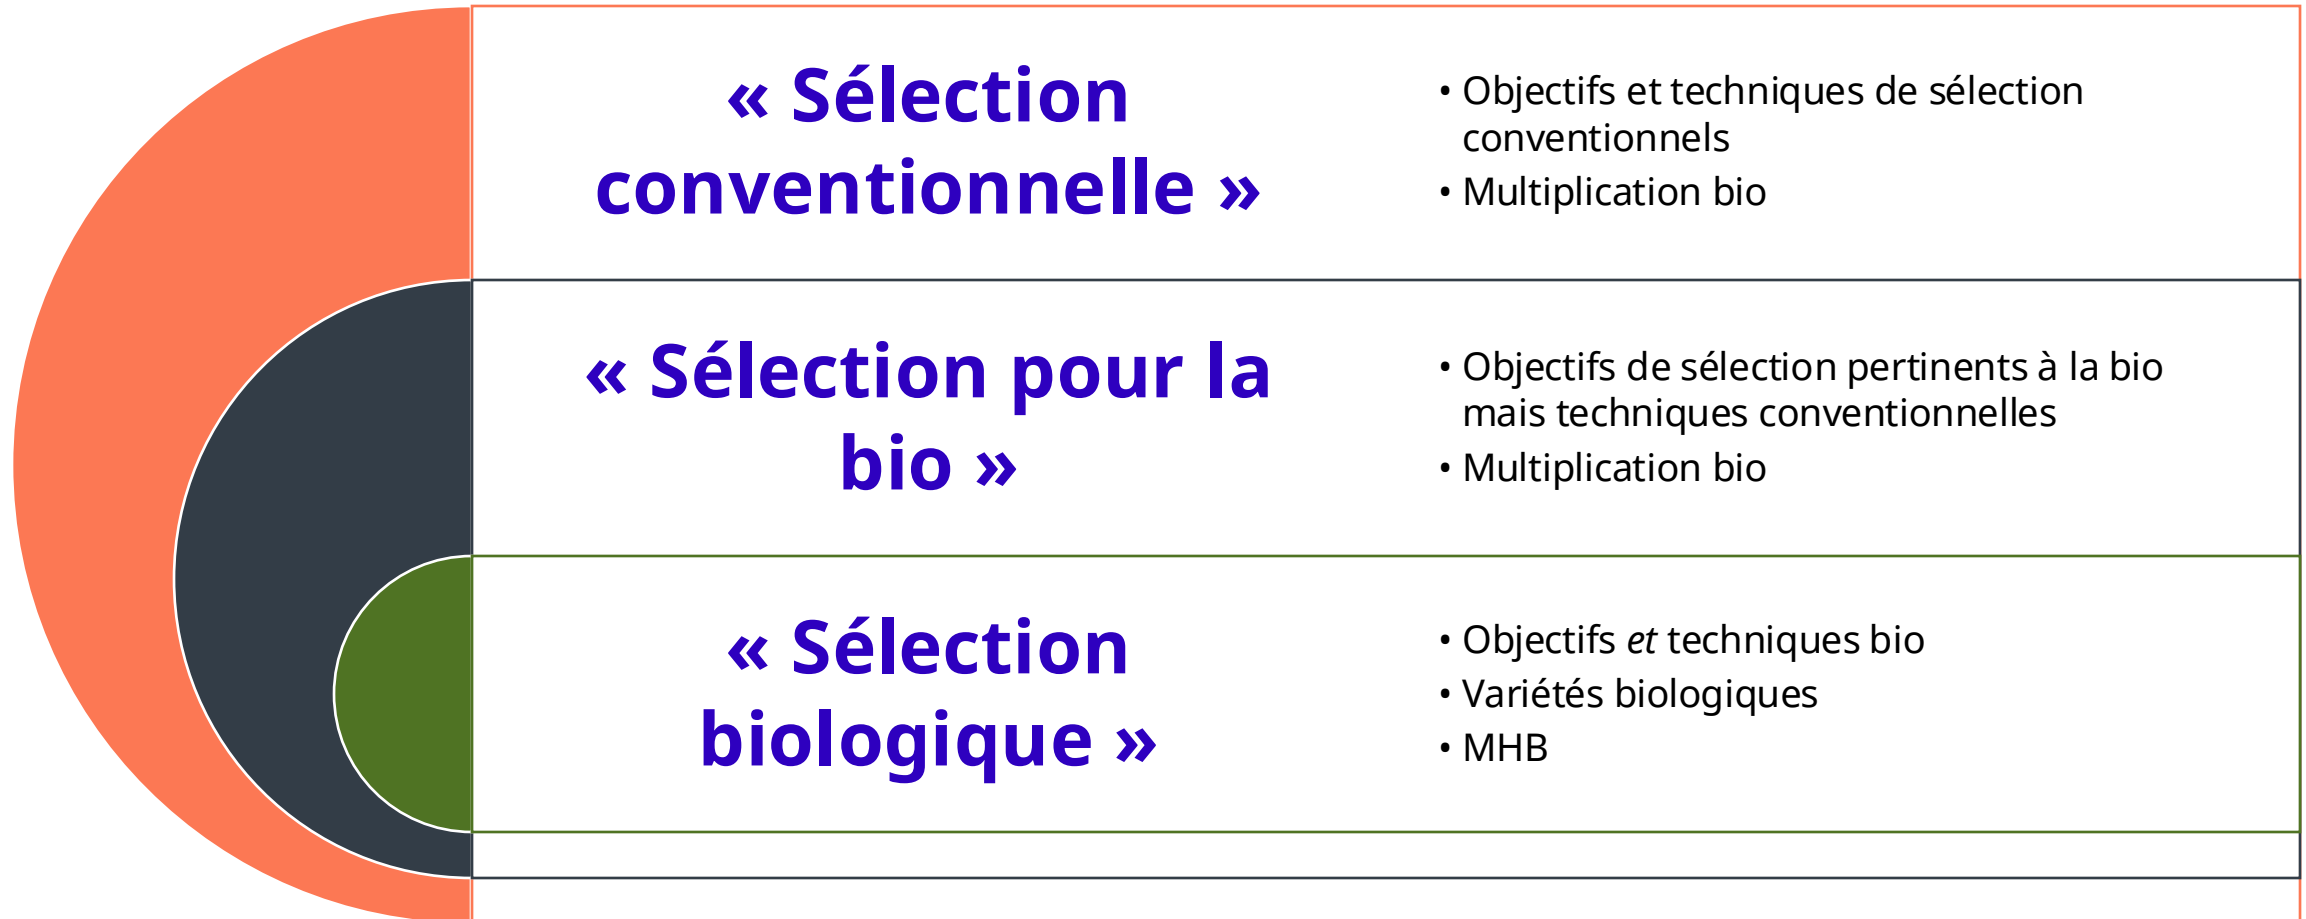 « Sélection
conventionnelle »
• Objectifs et techniques de sélection
conventionnels
• Multiplication bio
« Sélection pour la
bio »
• Objectifs de sélection pertinents à la bio
mais techniques conventionnelles
• Multiplication bio
« Sélection
biologique »
• Objectifs et techniques bio
• Variétés biologiques
• MHB